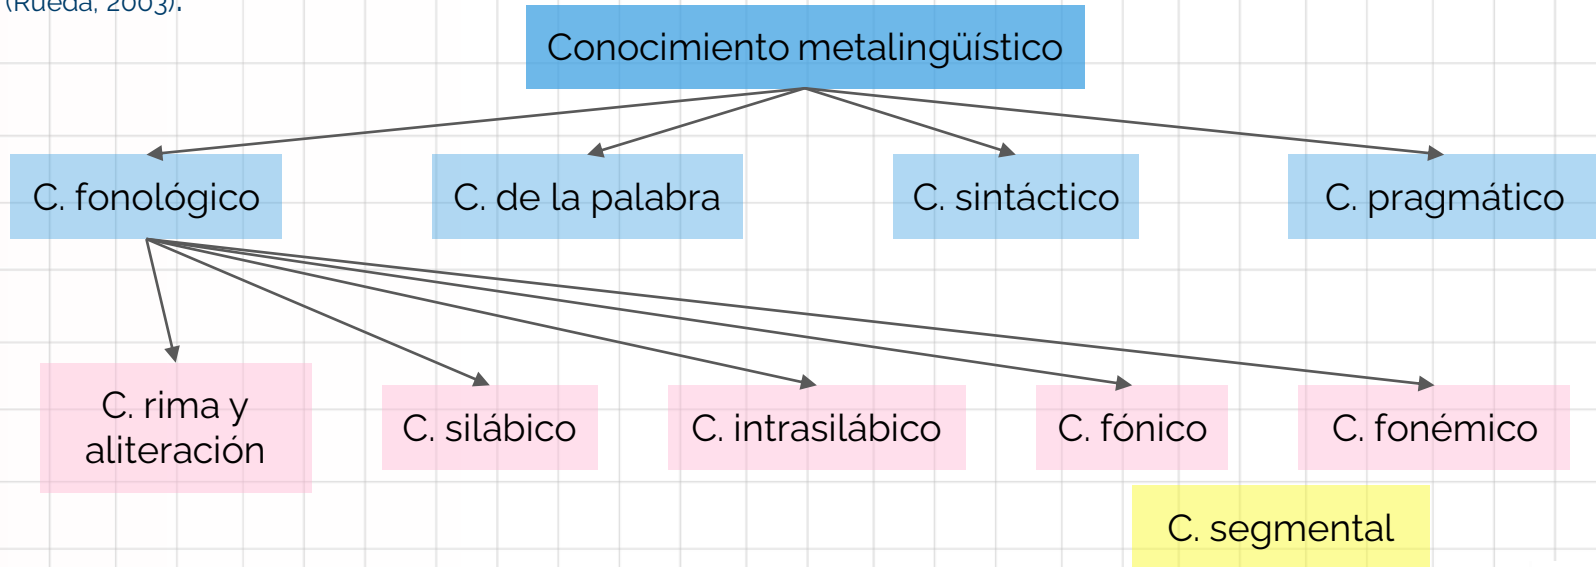 (Rueda, 2003).
Conocimiento metalingüístico
C. fonológico
C. de la palabra
C. sintáctico
C. pragmático
C. rima y
aliteración
C. silábico
C. intrasilábico
C. fónico
C. fonémico
C. segmental